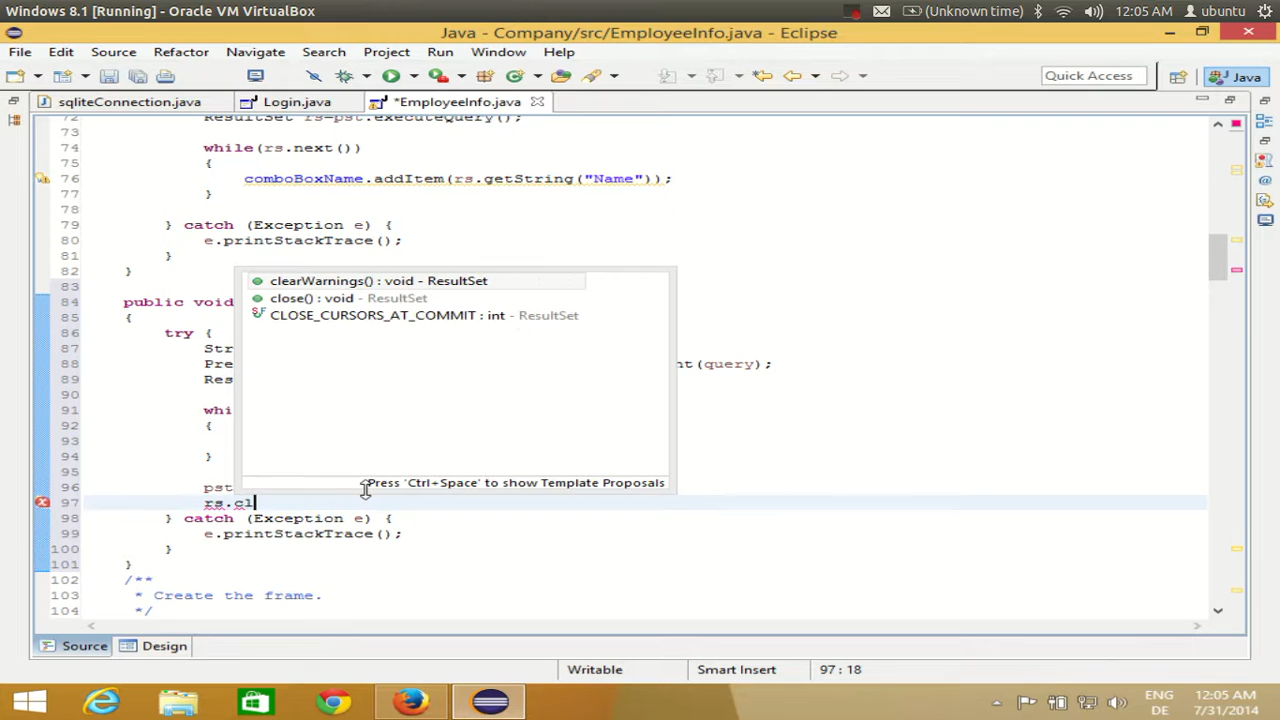 Windows 8.1 [Running] - Oracle VM VirtualBox
(Unknown time) 12:05 AM ubuntu
Java - Company/src/EmployeeInfo.java - Eclipse
File Edit Source Refactor Navigate Search Project Run Window Help
Quick Access Java
sqliteConnection.java Login.java *EmployeeInfo.java
72 ResultSet rs=pst.executeQuery();
73
74 while(rs.next())
75 {
76 comboBoxName.addItem(rs.getString("Name"));
77 }
78
79 } catch (Exception e) {
80 e.printStackTrace();
81 }
82 }
83
84 public void
85 {
86 try {
87 Str
88 Pre nt(query);
89 Res
90
91 whi
92 {
93
94 }
95
96 pst
97 rs.cl
98 } catch (Exception e) {
99 e.printStackTrace();
100 }
101 }
102 /**
103 * Create the frame.
104 */
clearWarnings() : void - ResultSet
close() : void - ResultSet
CLOSE_CURSORS_AT_COMMIT : int - ResultSet
Press 'Ctrl+Space' to show Template Proposals
Source Design
Writable Smart Insert 97 : 18
ENG 12:05 AM
DE 7/31/2014